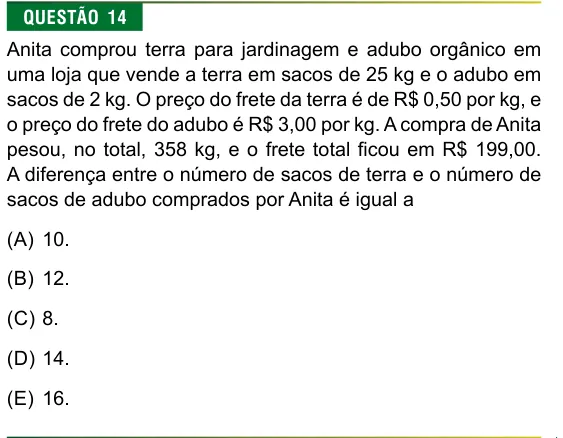 QUESTÃO 14
Anita comprou terra para jardinagem e adubo orgânico em
uma loja que vende a terra em sacos de 25 kg e o adubo em
sacos de 2 kg. O preço do frete da terra é de R$ 0,50 por kg, e
o preço do frete do adubo é R$ 3,00 por kg. A compra de Anita
pesou, no total, 358 kg, e o frete total ficou em R$ 199,00.
A diferença entre o número de sacos de terra e o número de
sacos de adubo comprados por Anita é igual a
(A) 10.
(B) 12.
(C) 8.
(D) 14.
(E) 16.